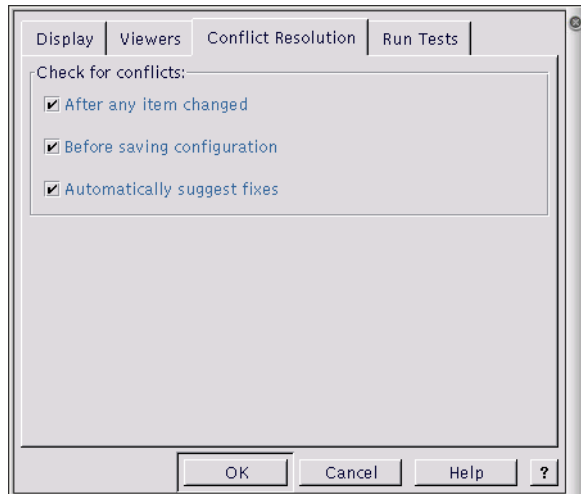 Display Viewers Conflict Resolution Run Tests
Check for conflicts:
After any item changed
Before saving configuration
Automatically suggest fixes
OK Cancel Help ?